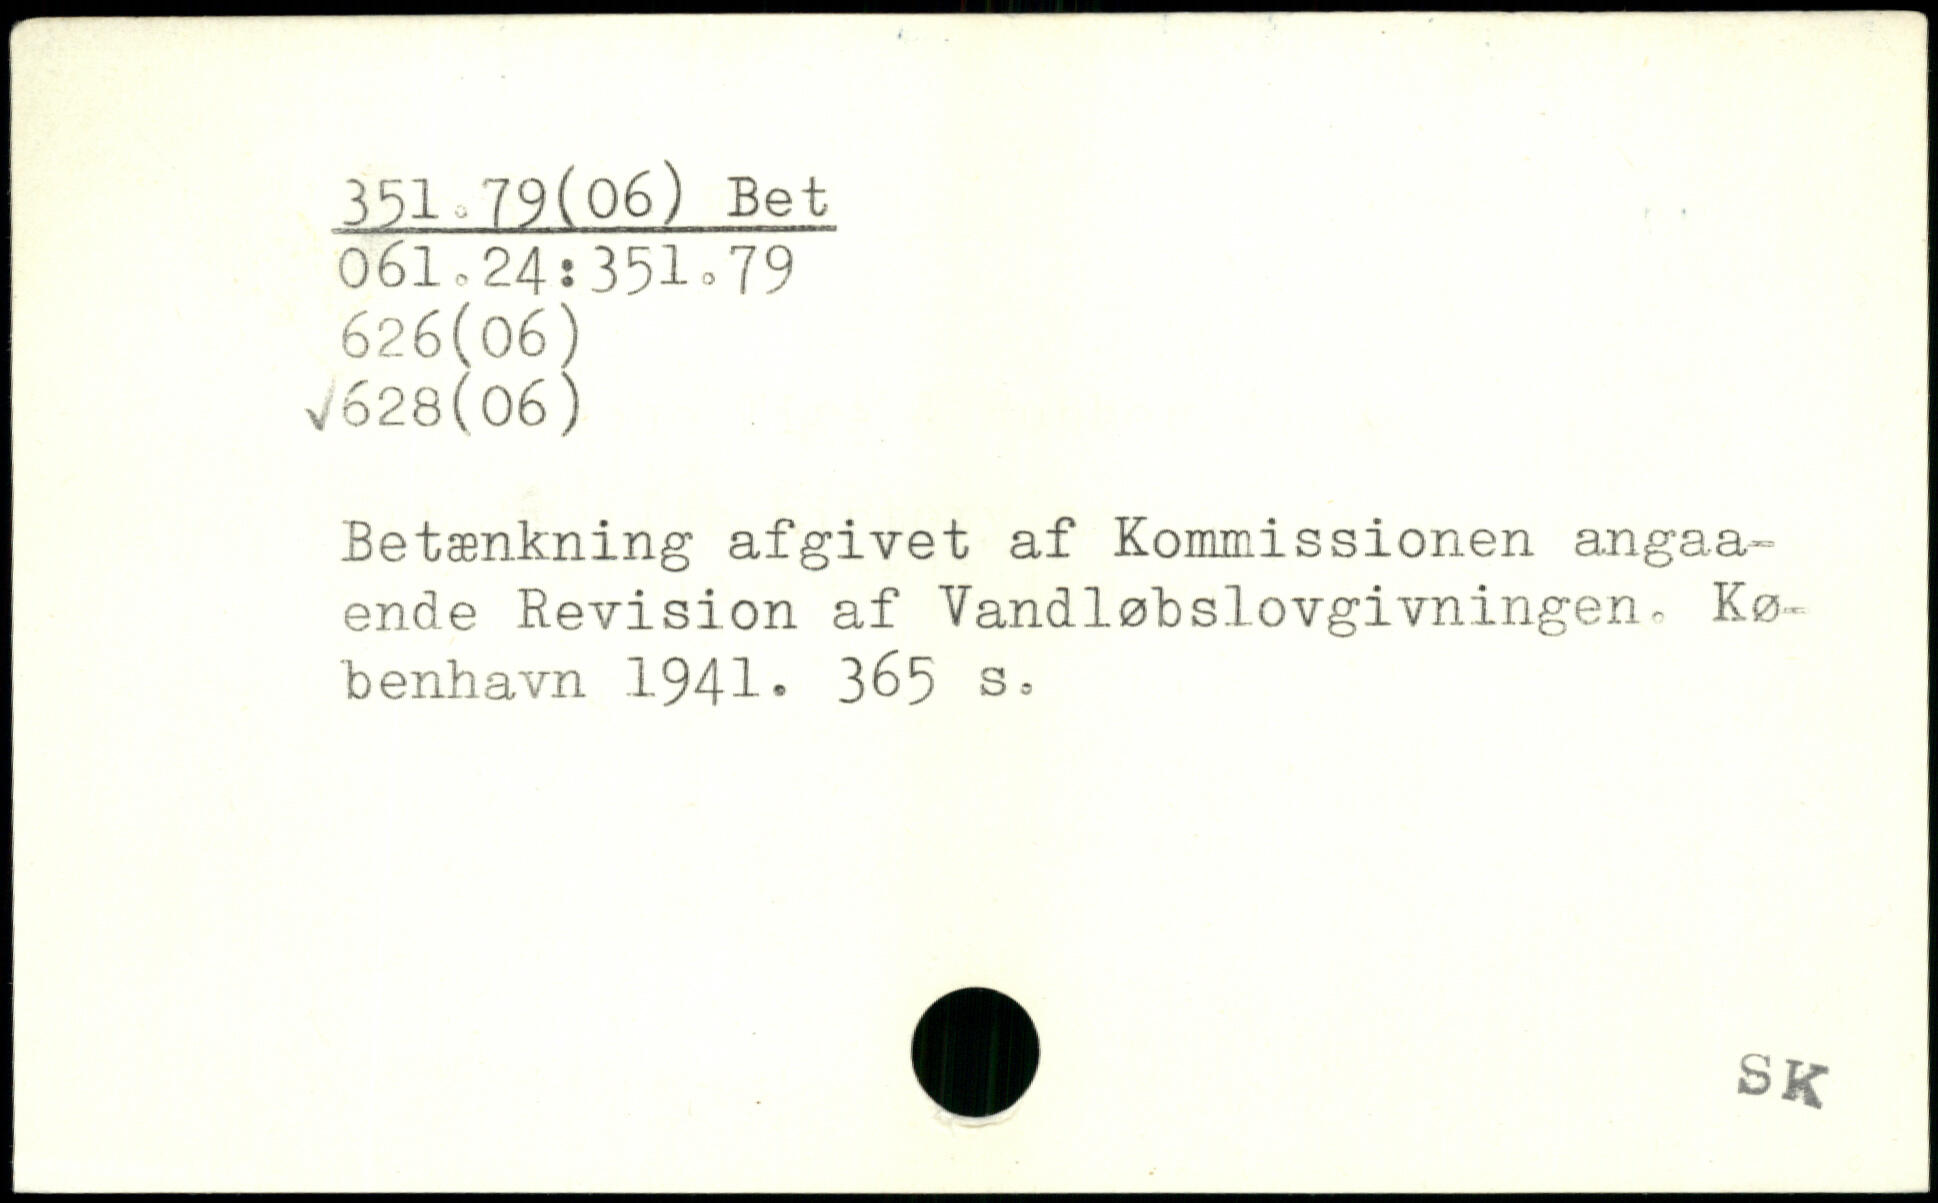 351.79(06) Bet
061.24:351.79
626(06)
✓628(06)
Betænkning afgivet af Kommissionen angaa-
ende Revision af Vandløbslovgivningen. Kø-
benhavn 1941. 365 s.
SK